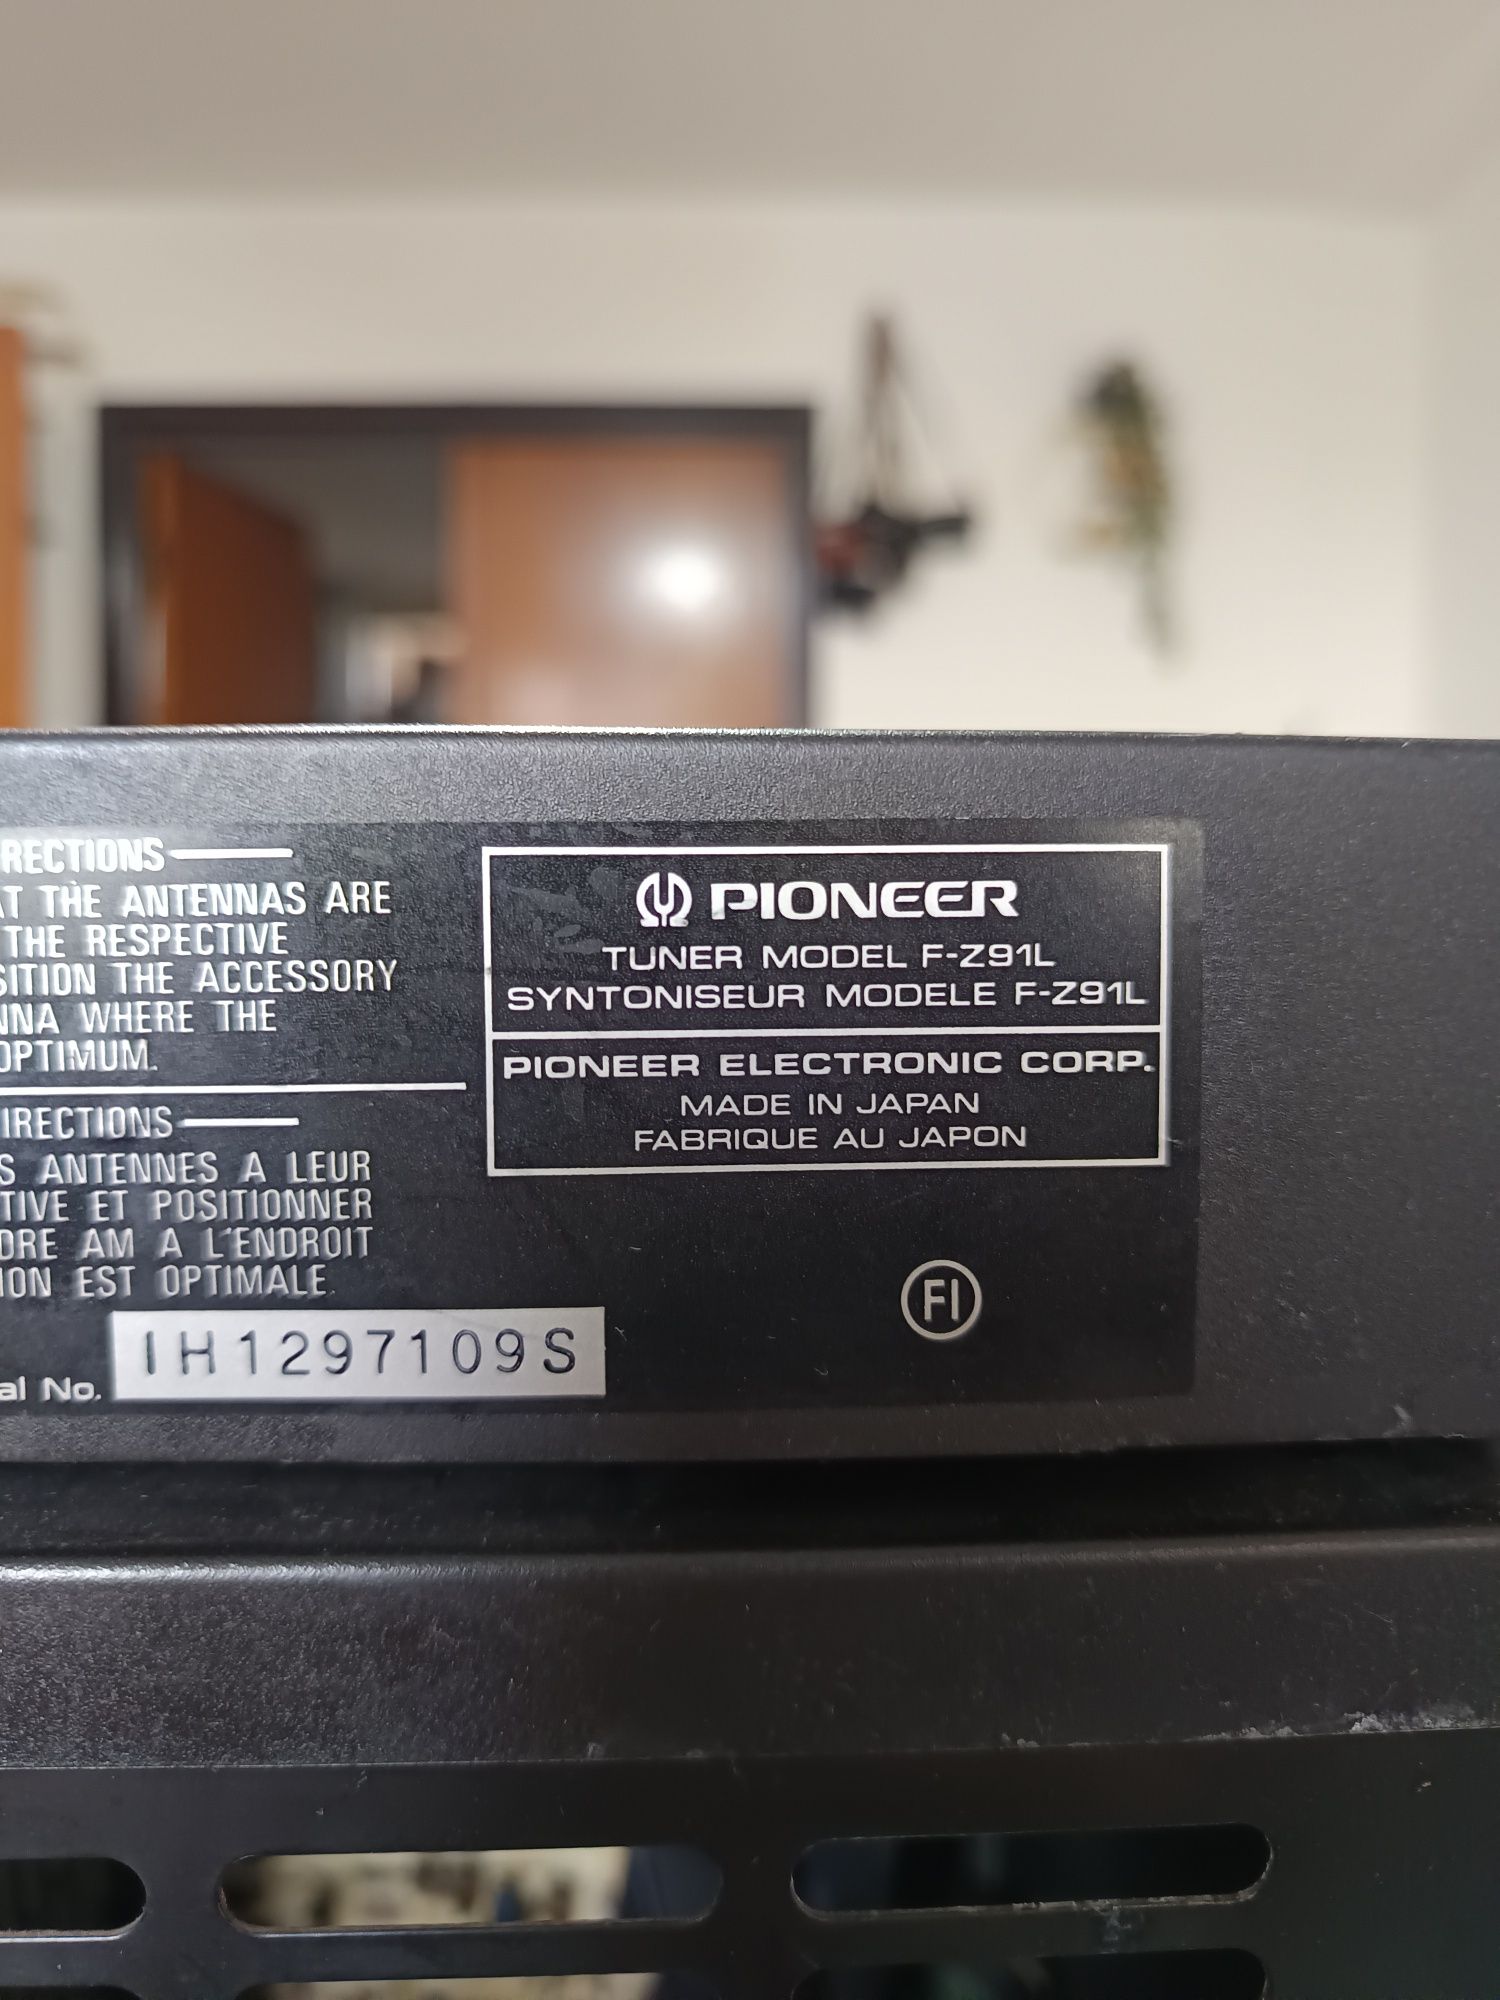 RECTIONS
AT THE ANTENNAS ARE
THE RESPECTIVE
SITION THE ACCESSORY
NNA WHERE THE
OPTIMUM.
IRECTIONS
S ANTENNES A LEUR
TIVE ET POSITIONNER
ORE AM A L'ENDROIT
ION EST OPTIMALE.
al No. IH1297109S
PIONEER
TUNER MODEL F-Z91L
SYNTONISEUR MODELE F-Z91L
PIONEER ELECTRONIC CORP.
MADE IN JAPAN
FABRIQUE AU JAPON
FI